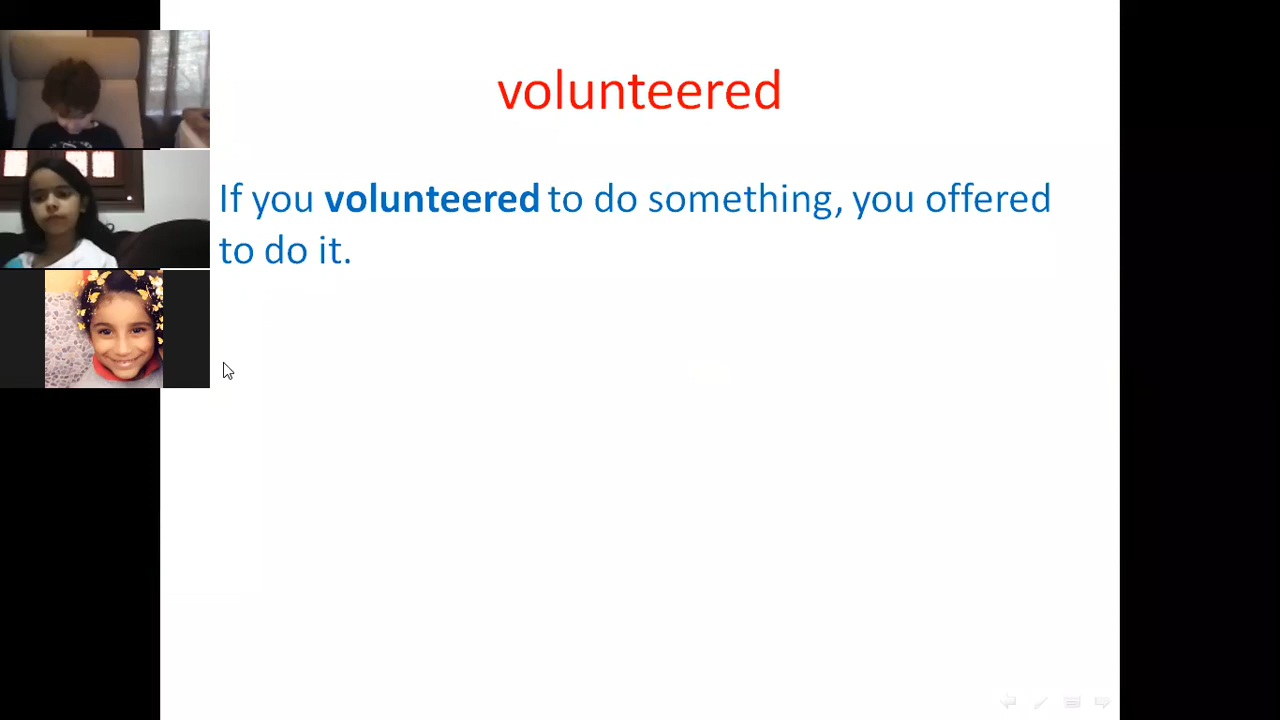 volunteered
If you volunteered to do something, you offered
to do it.